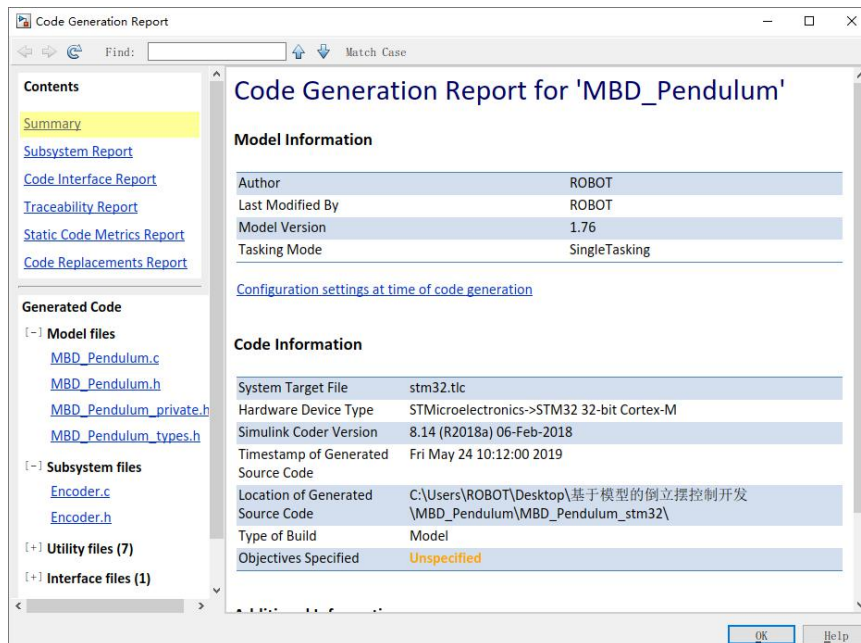 Code Generation Report
Find:
Match Case
Contents
Summary
Subsystem Report
Code Interface Report
Traceability Report
Static Code Metrics Report
Code Replacements Report
Generated Code
[-] Model files
MBD_Pendulum.c
MBD_Pendulum.h
MBD_Pendulum_private.h
MBD_Pendulum_types.h
[-] Subsystem files
Encoder.c
Encoder.h
[+] Utility files (7)
[+] Interface files (1)
Code Generation Report for 'MBD_Pendulum'
Model Information
Author ROBOT
Last Modified By ROBOT
Model Version 1.76
Tasking Mode SingleTasking
Configuration settings at time of code generation
Code Information
System Target File stm32.tlc
Hardware Device Type STMicroelectronics->STM32 32-bit Cortex-M
Simulink Coder Version 8.14 (R2018a) 06-Feb-2018
Timestamp of Generated Fri May 24 10:12:00 2019
Source Code
Location of Generated C:\Users\ROBOT\Desktop\基于模型的倒立摆控制开发
Source Code \MBD_Pendulum\MBD_Pendulum_stm32\
Type of Build Model
Objectives Specified Unspecified
OK
Help